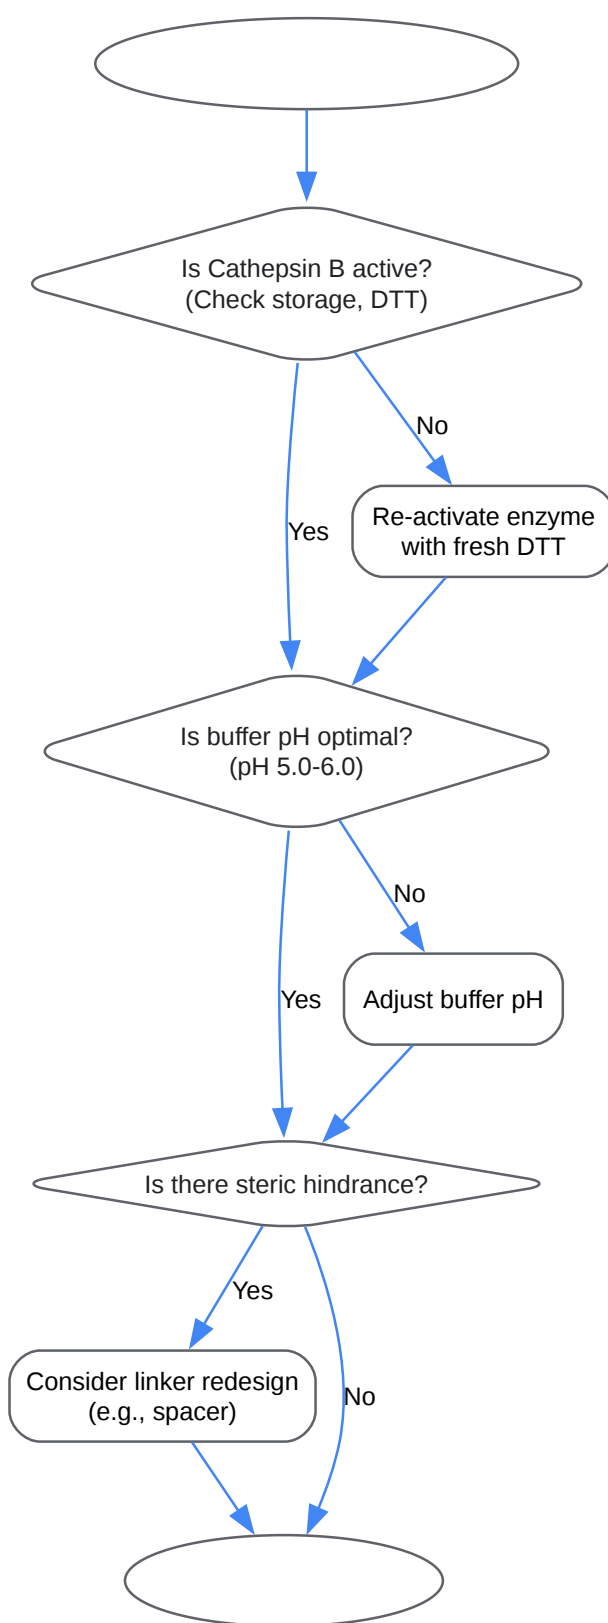 Is Cathepsin B active?
(Check storage, DTT)
No
Yes
Re-activate enzyme
with fresh DTT
Is buffer pH optimal?
(pH 5.0-6.0)
No
Yes
Adjust buffer pH
Is there steric hindrance?
Yes
Consider linker redesign
(e.g., spacer)
No